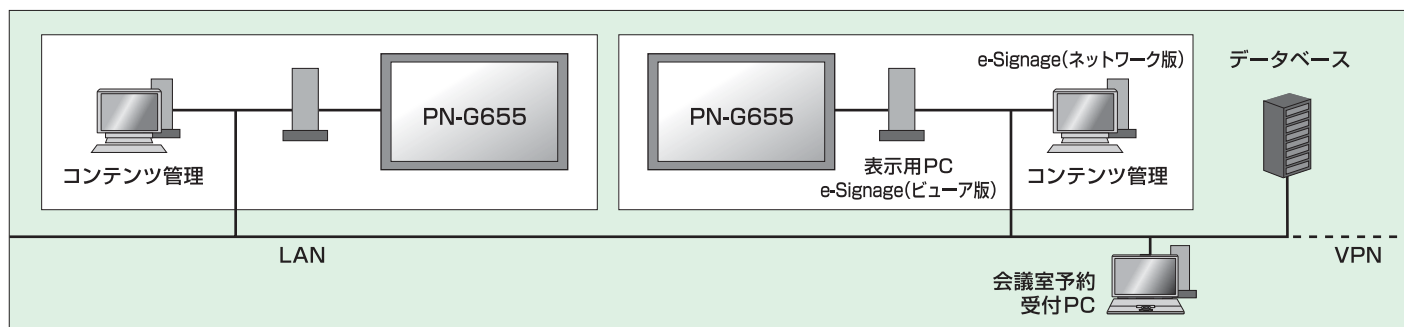 PN-G655
コンテンツ管理
PN-G655
e-Signage(ネットワーク版)
表示用PC
e-Signage(ビューア版)
コンテンツ管理
データベース
LAN
VPN
会議室予約
受付PC